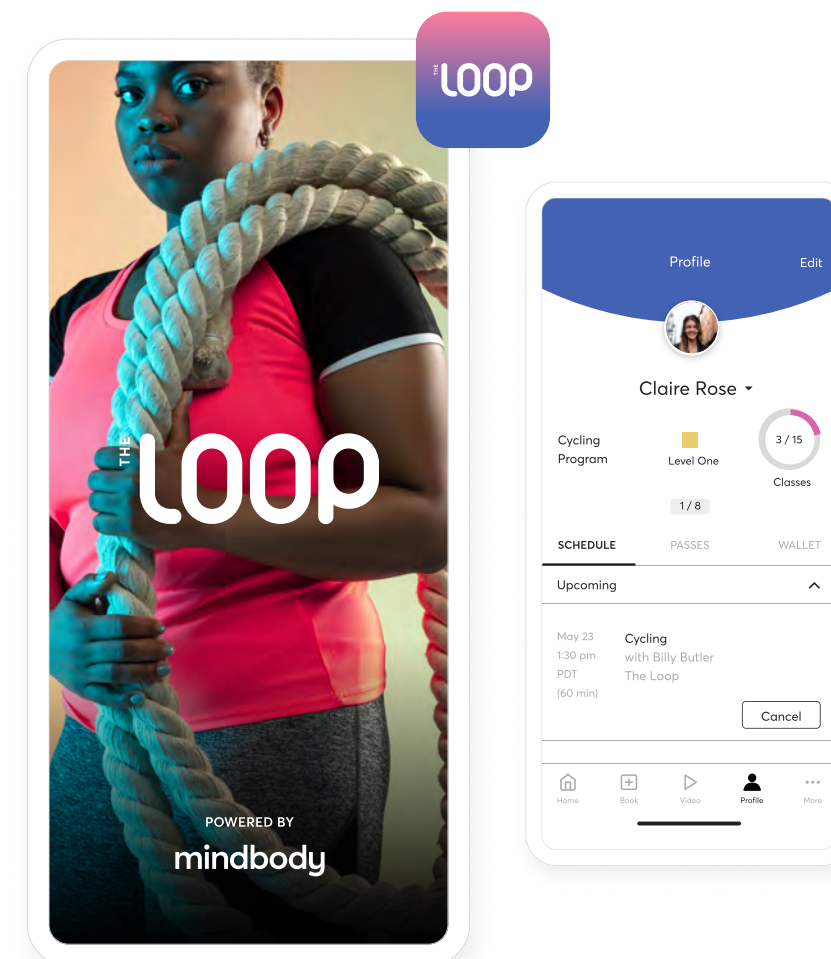 THE LOOP
THE LOOP
POWERED BY
mindbody
Profile
Edit
Claire Rose
Cycling
Program
Level One
3 / 15
Classes
1 / 8
SCHEDULE
PASSES
WALLET
Upcoming
May 23
1:30 pm
PDT
(60 min)
Cycling
with Billy Butler
The Loop
Cancel
Home
Book
Video
Profile
More